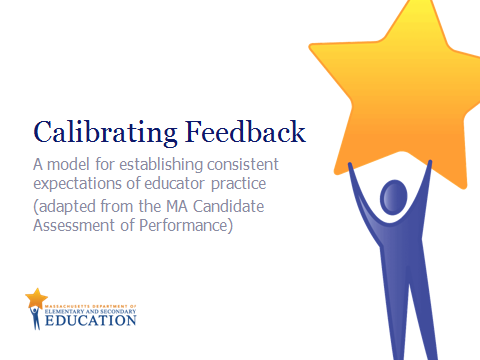 Calibrating Feedback
A model for establishing consistent
expectations of educator practice
(adapted from the MA Candidate
Assessment of Performance)
MASSACHUSETTS DEPARTMENT OF
ELEMENTARY AND SECONDARY
EDUCATION